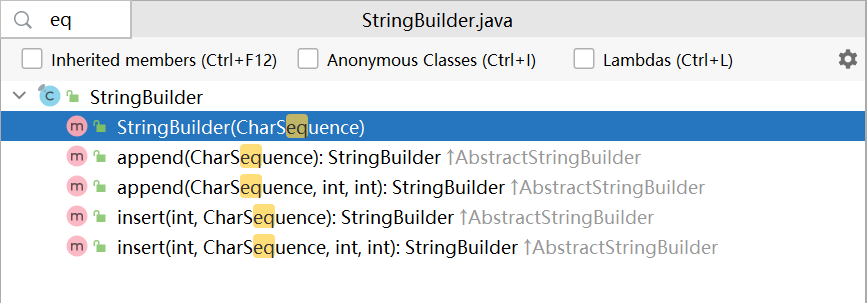 eq StringBuilder.java
Inherited members (Ctrl+F12) Anonymous Classes (Ctrl+I) Lambdas (Ctrl+L)
StringBuilder
m StringBuilder(CharSequence)
m append(CharSequence): StringBuilder ↑AbstractStringBuilder
m append(CharSequence, int, int): StringBuilder ↑AbstractStringBuilder
m insert(int, CharSequence): StringBuilder ↑AbstractStringBuilder
m insert(int, CharSequence, int, int): StringBuilder ↑AbstractStringBuilder